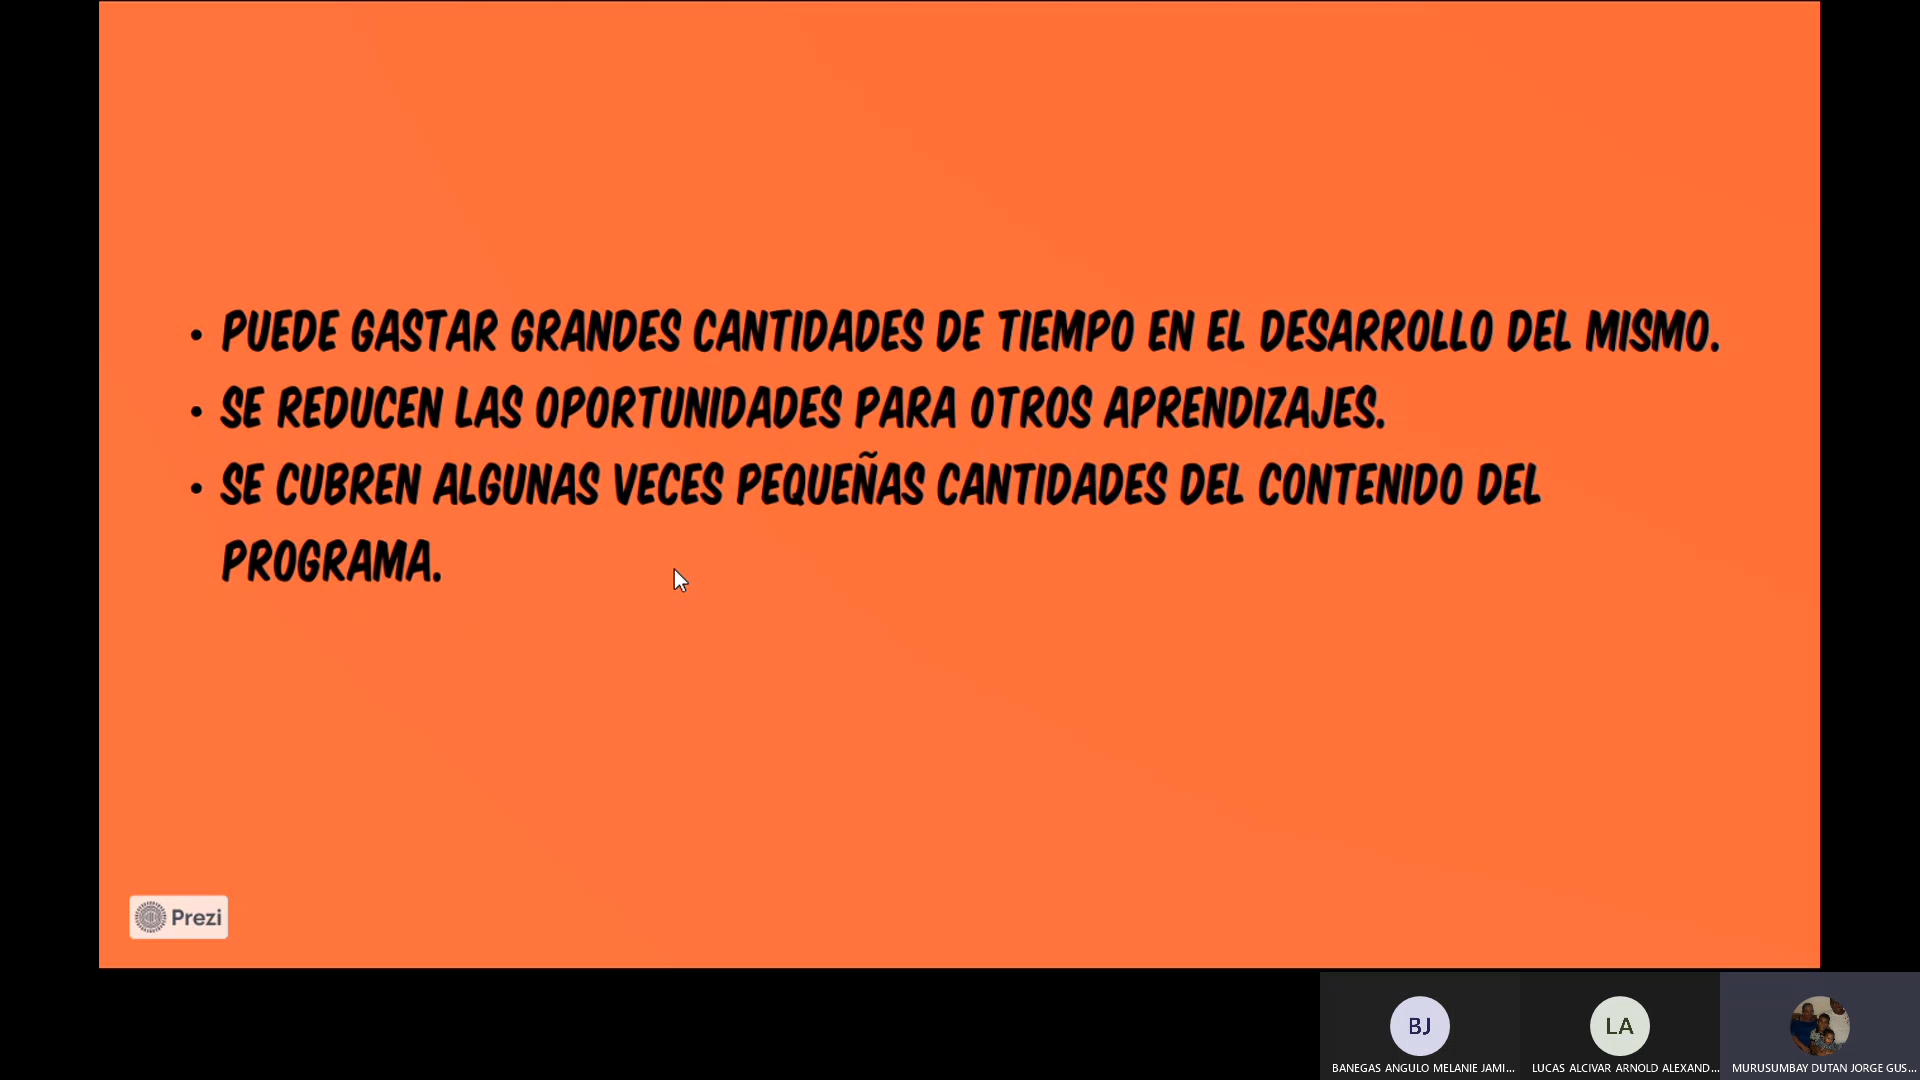 • PUEDE GASTAR GRANDES CANTIDADES DE TIEMPO EN EL DESARROLLO DEL MISMO.
• SE REDUCEN LAS OPORTUNIDADES PARA OTROS APRENDIZAJES.
• SE CUBREN ALGUNAS VECES PEQUEÑAS CANTIDADES DEL CONTENIDO DEL
PROGRAMA.
Prezi
BJ
LA
BANEGAS ANGULO MELANIE JAMI...
LUCAS ALCIVAR ARNOLD ALEXAND...
MURUSUMBAY DUTAN JORGE GUS...